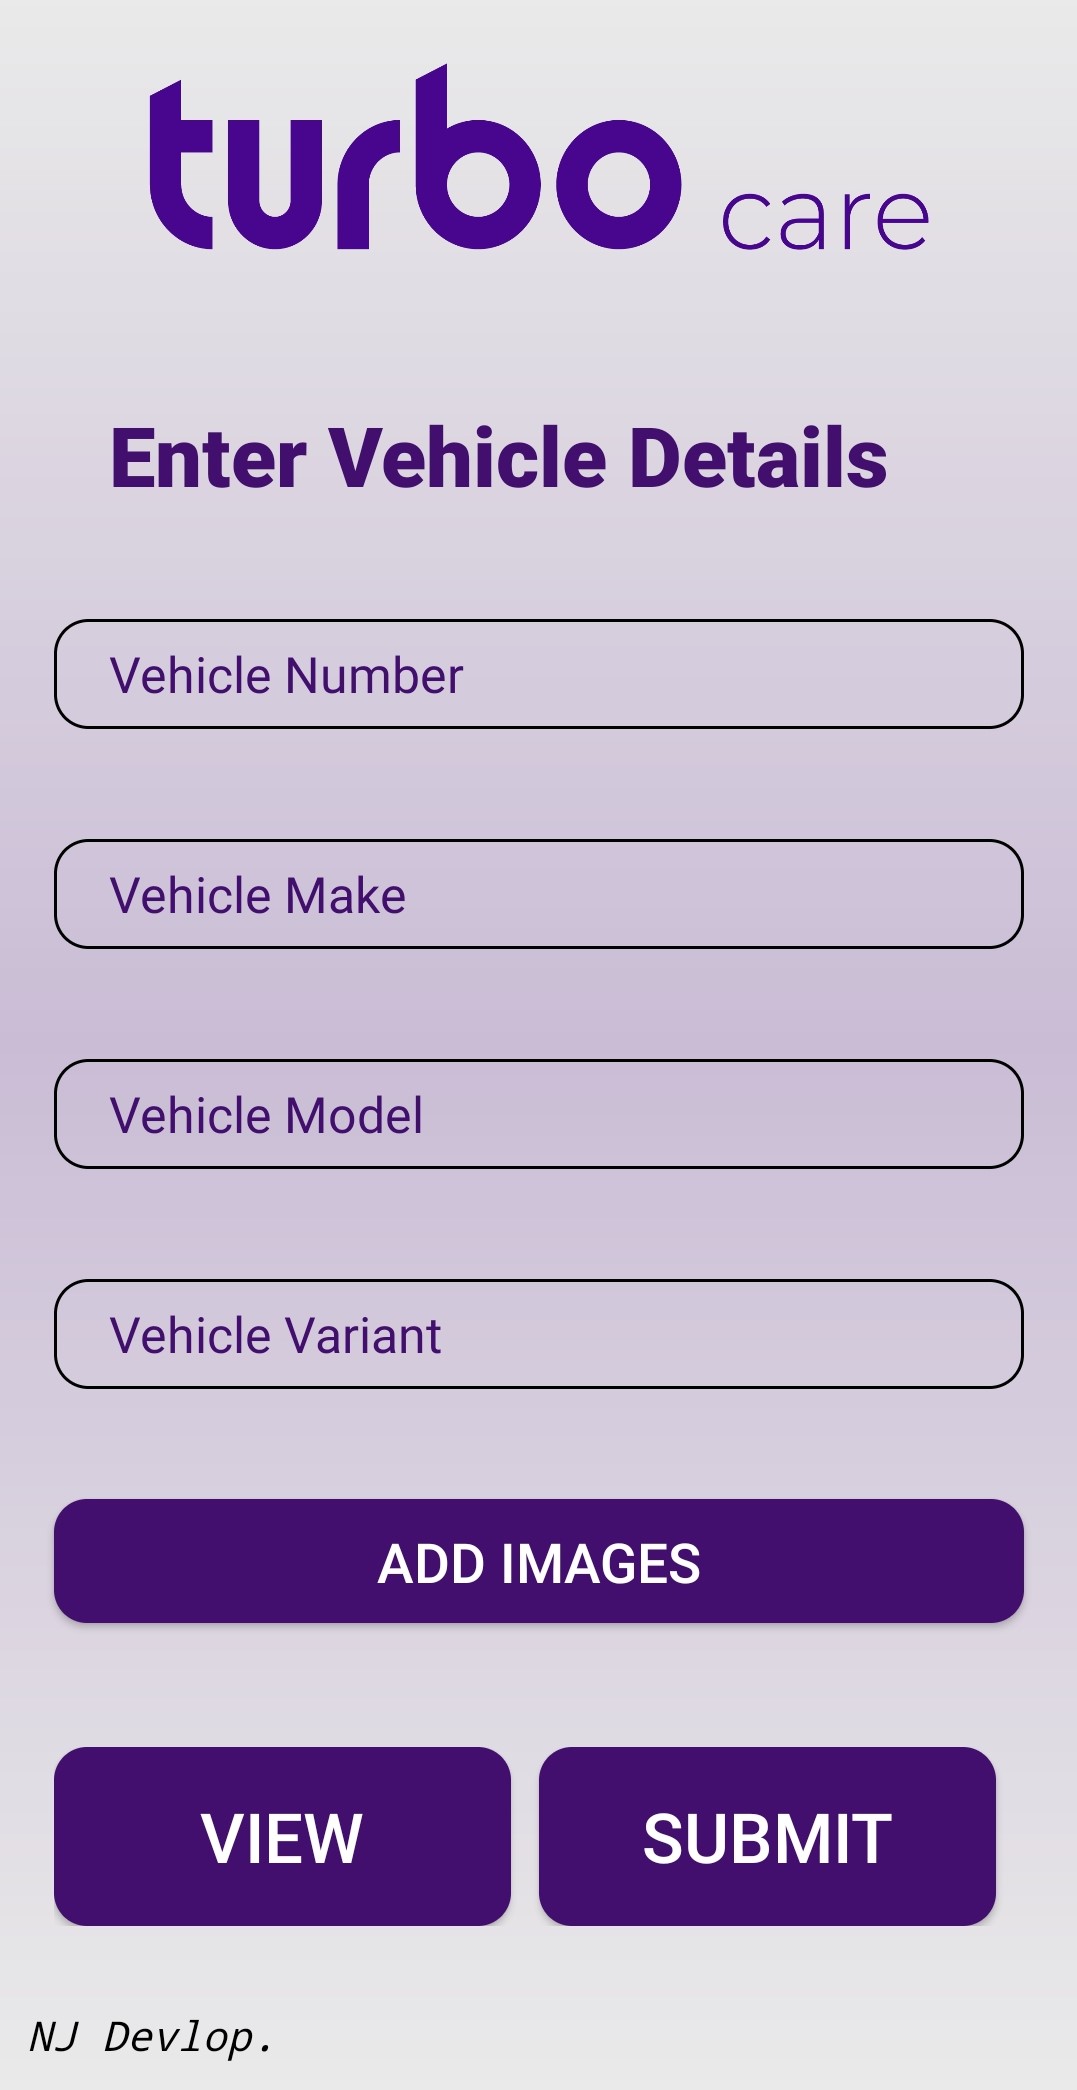 turbo care
Enter Vehicle Details
Vehicle Number
Vehicle Make
Vehicle Model
Vehicle Variant
ADD IMAGES
VIEW SUBMIT
NJ Devlop.